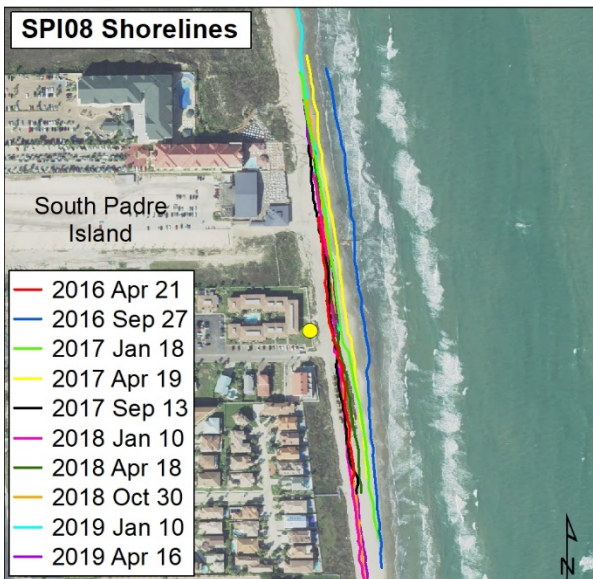 SPI08 Shorelines
South Padre
Island
2016 Apr 21
2016 Sep 27
2017 Jan 18
2017 Apr 19
2017 Sep 13
2018 Jan 10
2018 Apr 18
2018 Oct 30
2019 Jan 10
2019 Apr 16
N